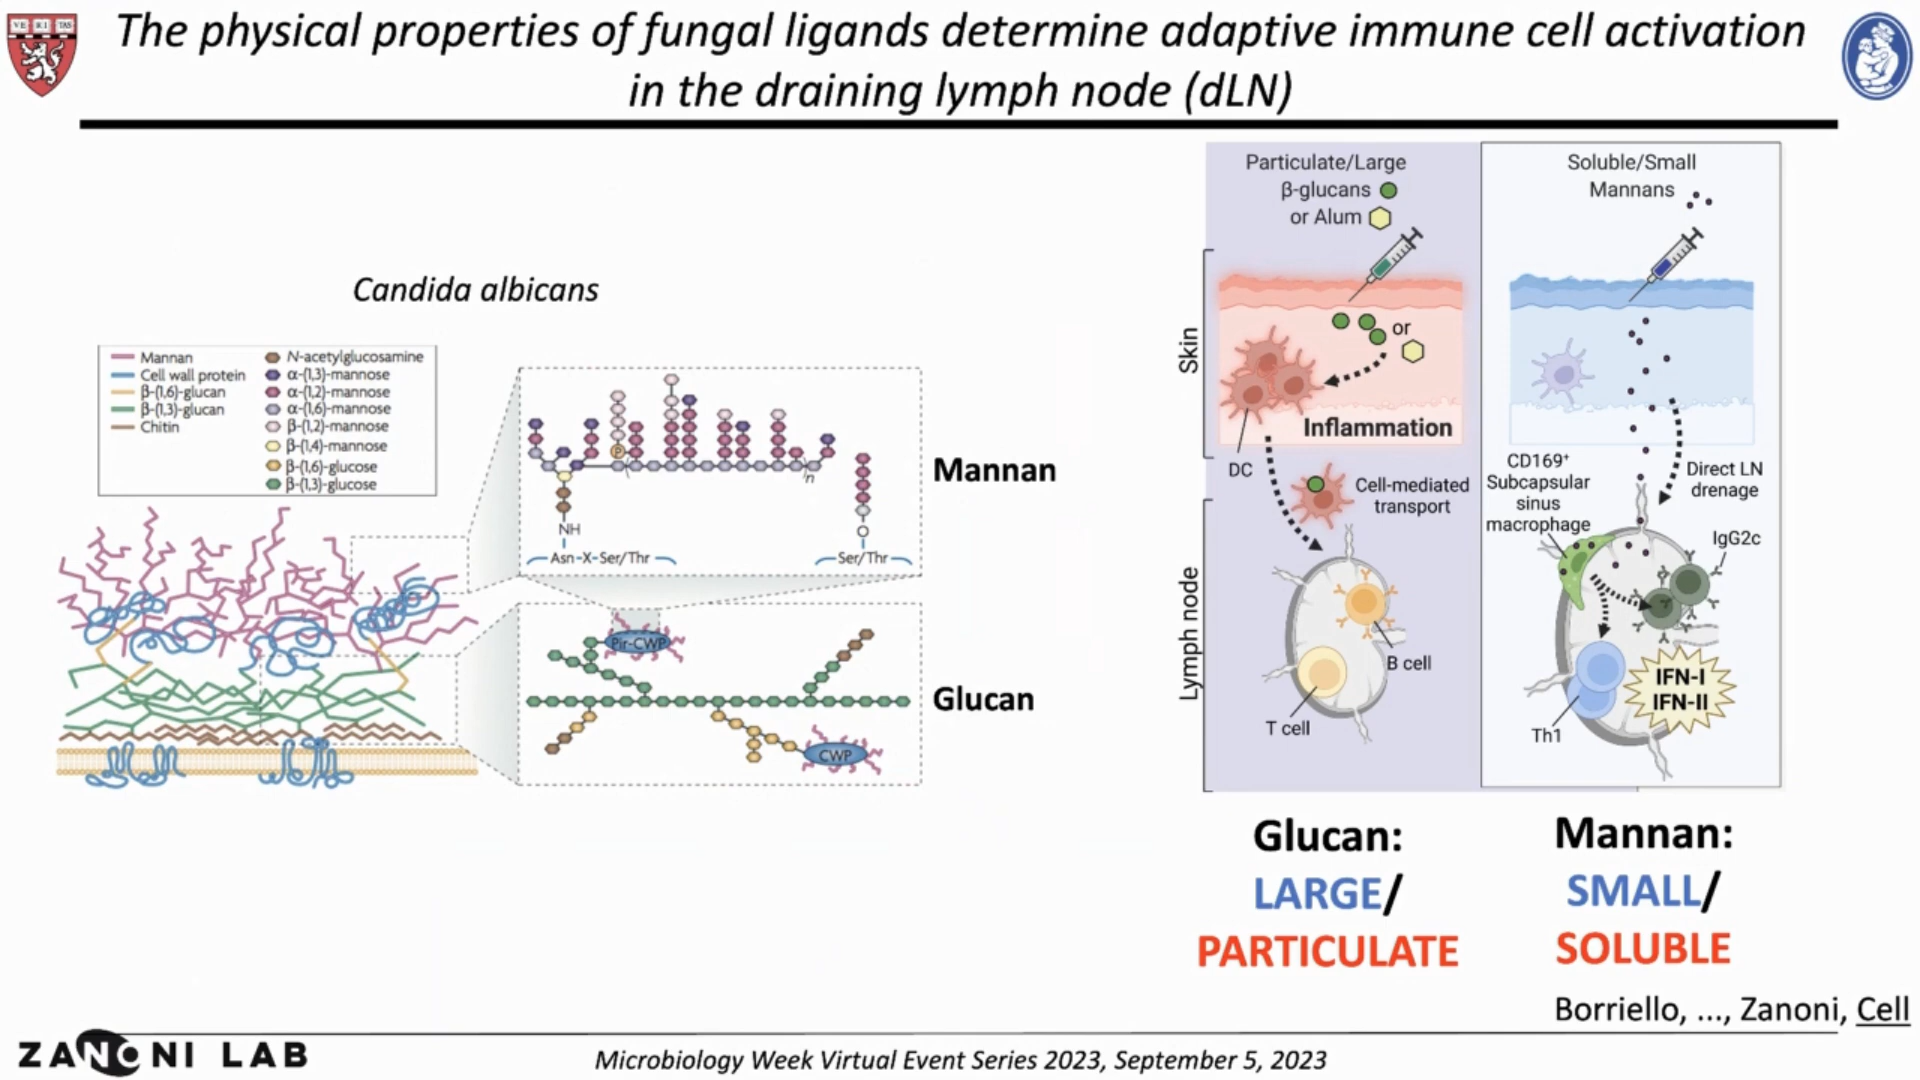 The physical properties of fungal ligands determine adaptive immune cell activation
in the draining lymph node (dLN)
VE RI TAS
Candida albicans
Mannan
Cell wall protein
β-(1,6)-glucan
β-(1,3)-glucan
Chitin
N-acetylglucosamine
α-(1,3)-mannose
α-(1,2)-mannose
α-(1,6)-mannose
β-(1,2)-mannose
β-(1,4)-mannose
β-(1,6)-glucose
β-(1,3)-glucose
P
n
NH
O
Asn-X-Ser/Thr
Ser/Thr
Mannan
Pir-CWP
CWP
Glucan
Particulate/Large
β-glucans
or Alum
Skin
or
Inflammation
DC
Cell-mediated
transport
Lymph node
B cell
T cell
Soluble/Small
Mannans
CD169⁺
Subcapsular
sinus
macrophage
Direct LN
drenage
IgG2c
IFN-I
IFN-II
Th1
Glucan:
LARGE/
PARTICULATE
Mannan:
SMALL/
SOLUBLE
Borriello, ..., Zanoni, Cell
ZANONI LAB
Microbiology Week Virtual Event Series 2023, September 5, 2023